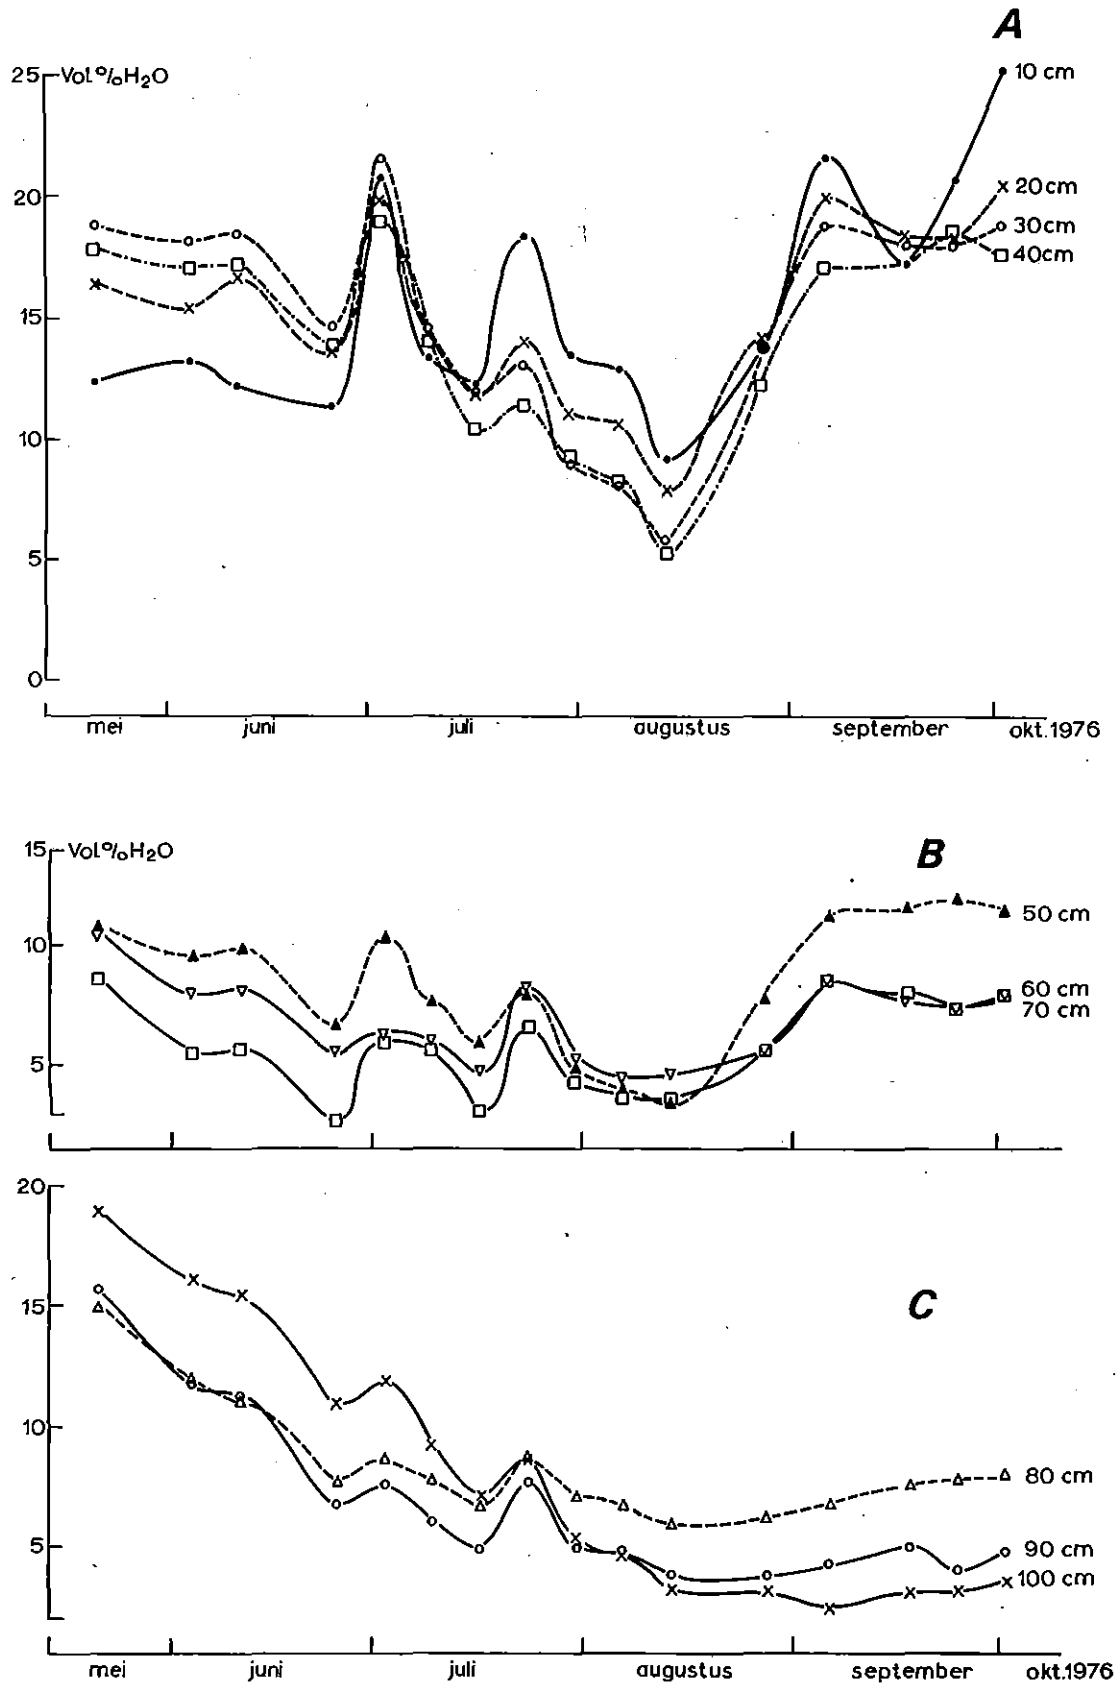 A
25 Vol.%H₂O
10 cm
20
20 cm
30 cm
40cm
15
10
5
0
mei juni juli augustus september okt.1976
15 Vol.%H₂O
B
50 cm
10
60 cm
70 cm
5
20
15
C
10
80 cm
5
90 cm
100 cm
mei juni juli augustus september okt.1976